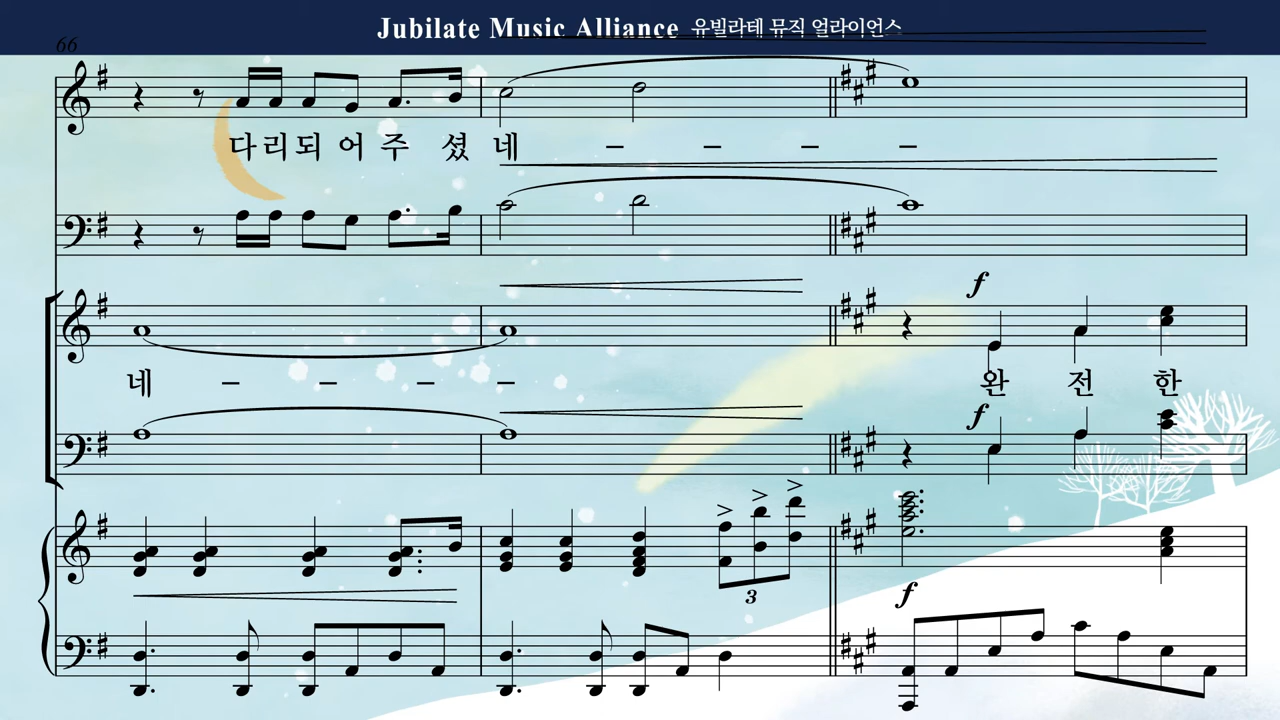 Jubilate Music Alliance 유빌라테 뮤직 얼라이언스
66
다 리 되 어 주 셨 네 – – – –
f
네 – – – – 완 전 한
f
3
f